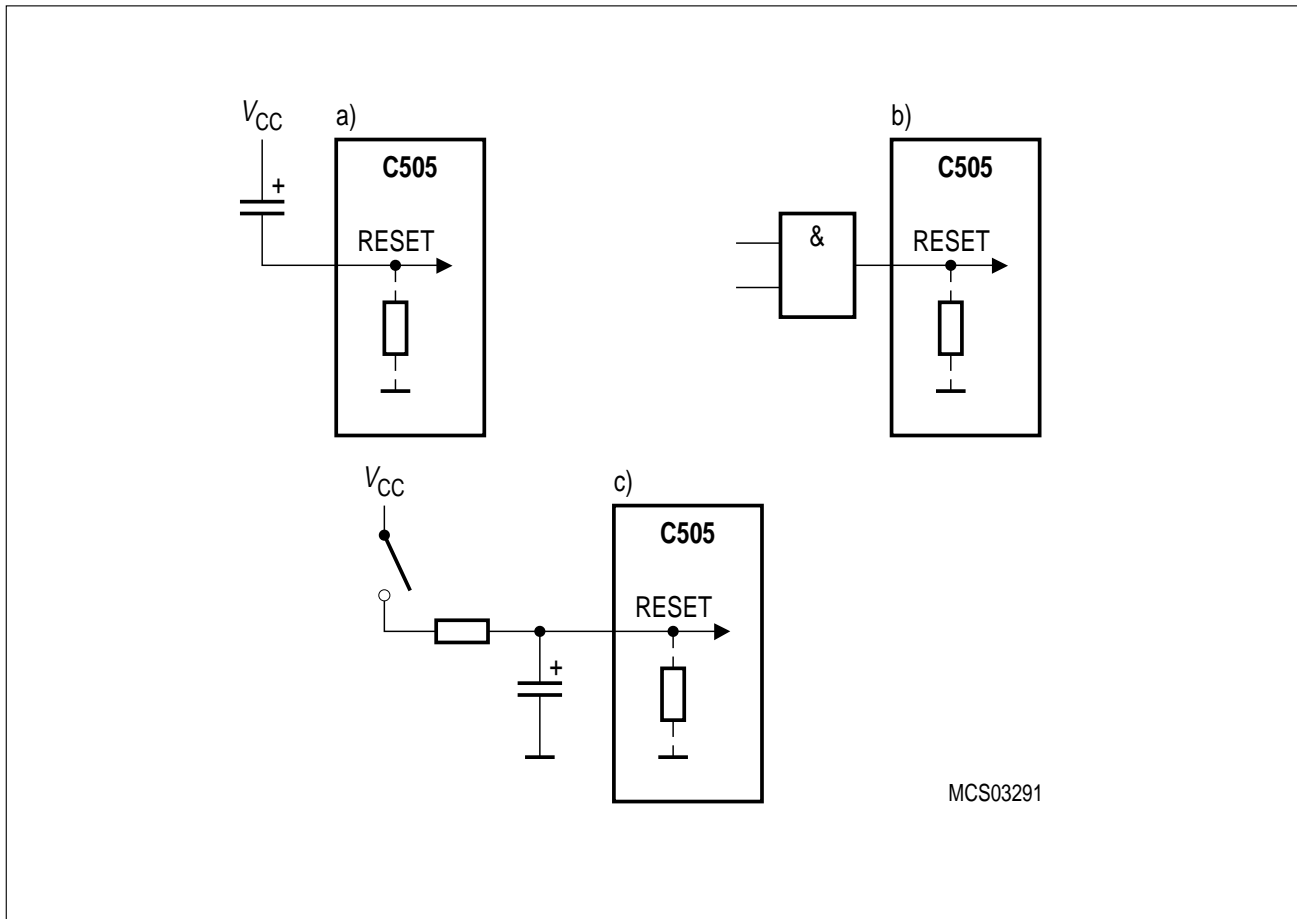 VCC
a)
C505
+
RESET
b)
C505
&
RESET
VCC
c)
C505
RESET
+
MCS03291